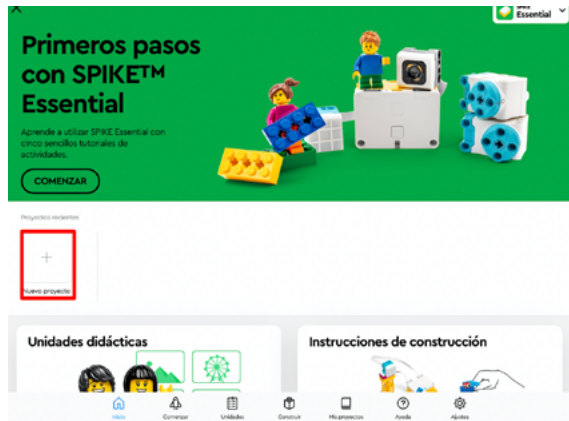 Essential
Primeros pasos
con SPIKE™
Essential
Aprende a utilizar SPIKE Essential con
cinco sencillos tutoriales de
actividades.
COMENZAR
Proyectos recientes
Nuevo proyecto
Unidades didácticas
Instrucciones de construcción
Inicio
Comenzar
Unidades
Construir
Mis proyectos
Ayuda
Ajustes